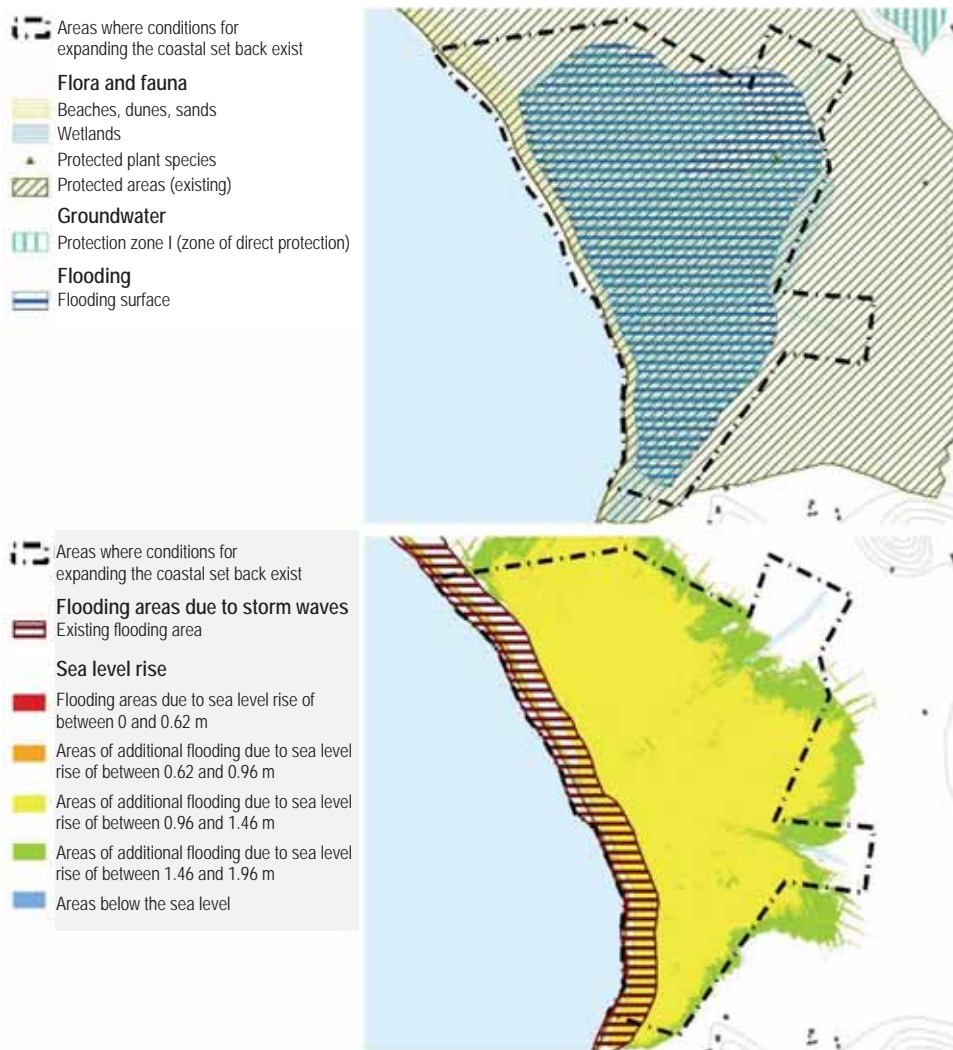 Areas where conditions for
expanding the coastal set back exist
Flora and fauna
Beaches, dunes, sands
Wetlands
Protected plant species
Protected areas (existing)
Groundwater
Protection zone I (zone of direct protection)
Flooding
Flooding surface
Areas where conditions for
expanding the coastal set back exist
Flooding areas due to storm waves
Existing flooding area
Sea level rise
Flooding areas due to sea level rise of
between 0 and 0.62 m
Areas of additional flooding due to sea level
rise of between 0.62 and 0.96 m
Areas of additional flooding due to sea level
rise of between 0.96 and 1.46 m
Areas of additional flooding due to sea level
rise of between 1.46 and 1.96 m
Areas below the sea level